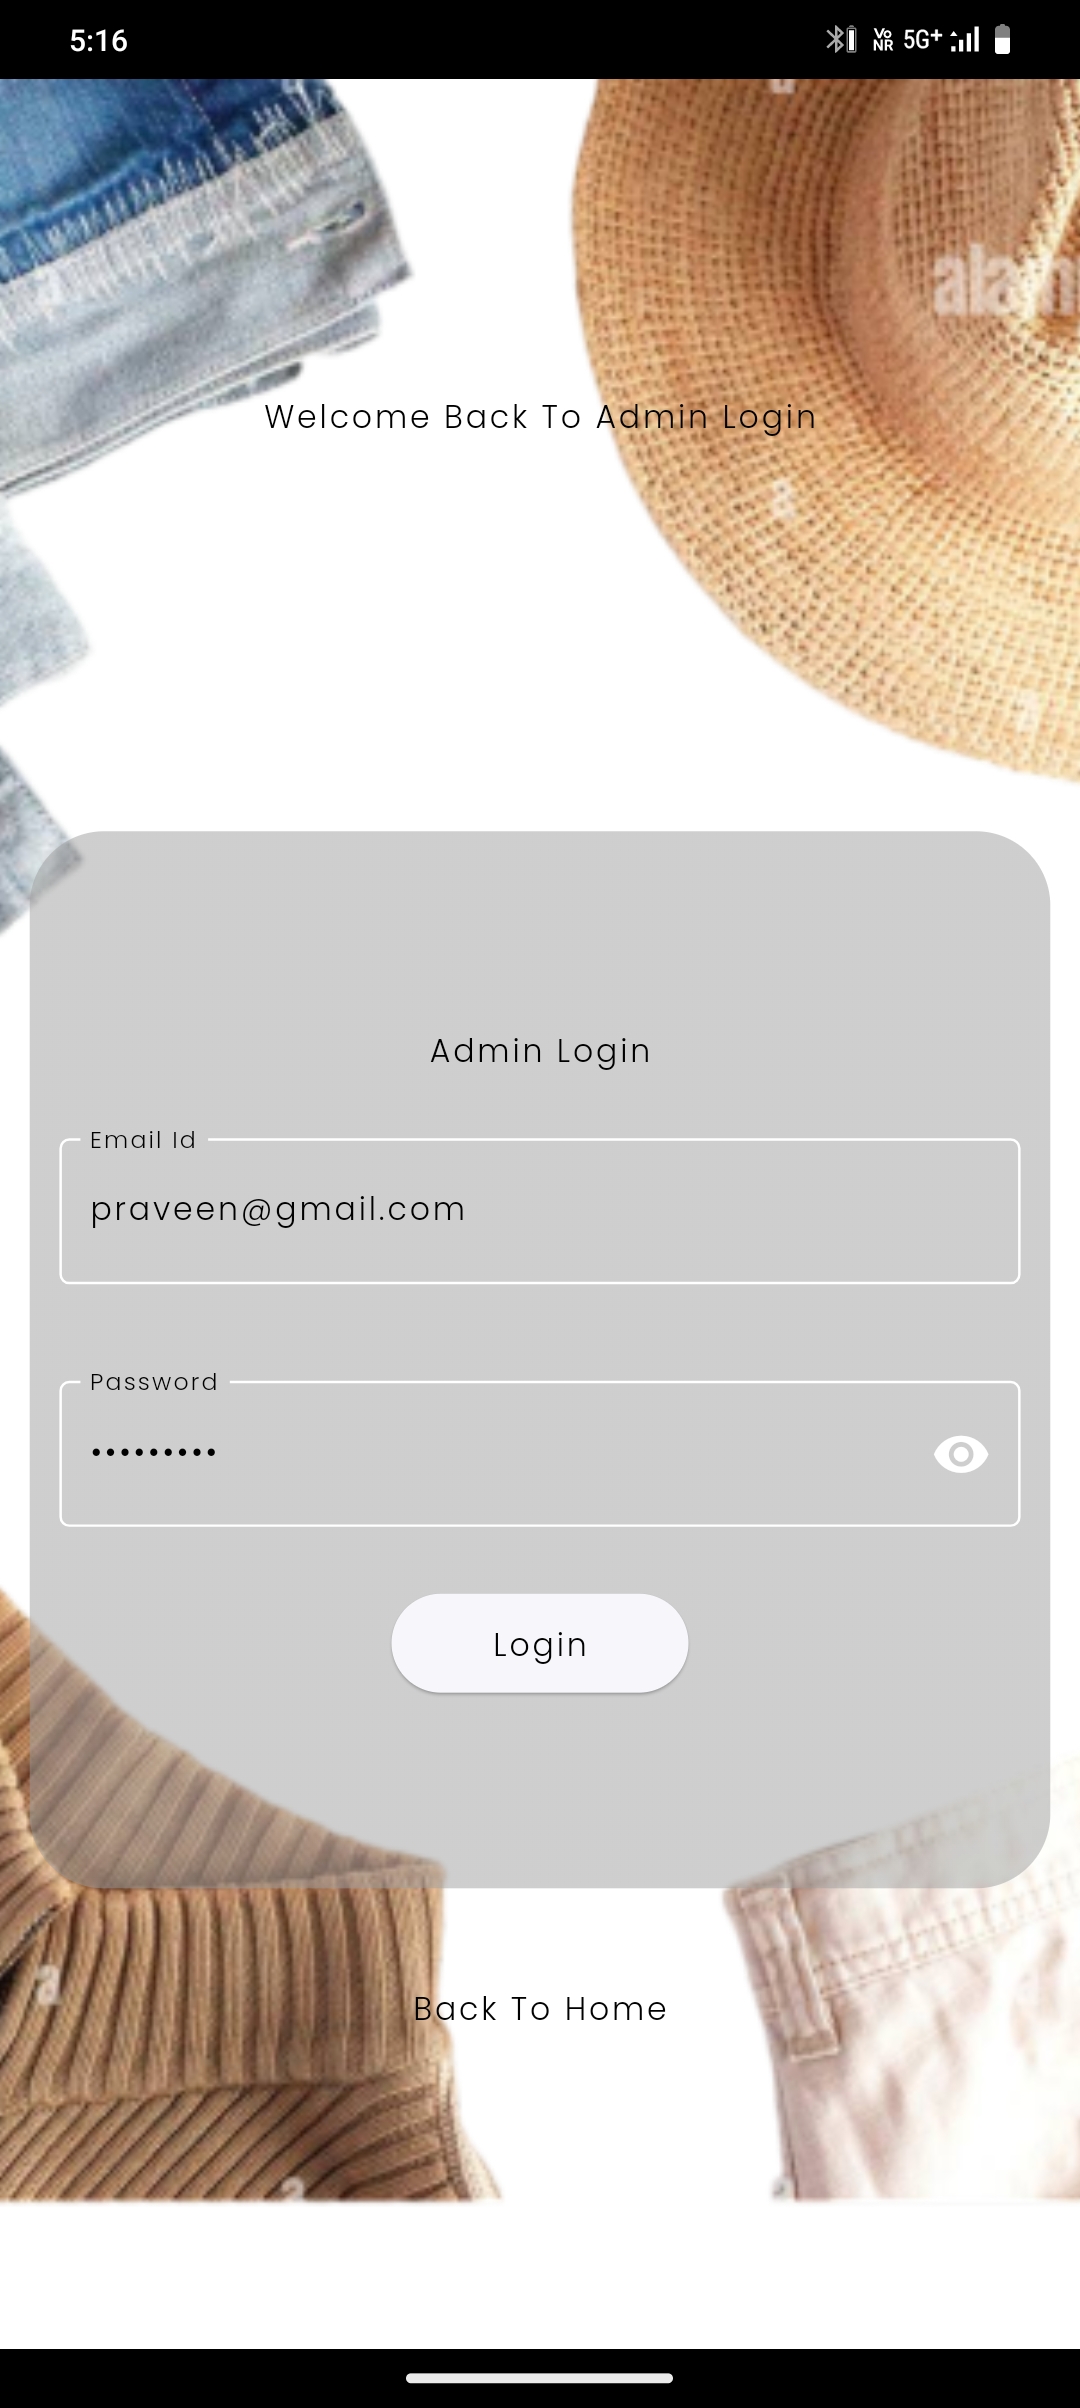 5:16
Vo
NR 5G+
Welcome Back To Admin Login
Admin Login
Email Id
praveen@gmail.com
Password
•••••••••
Login
Back To Home
a
a